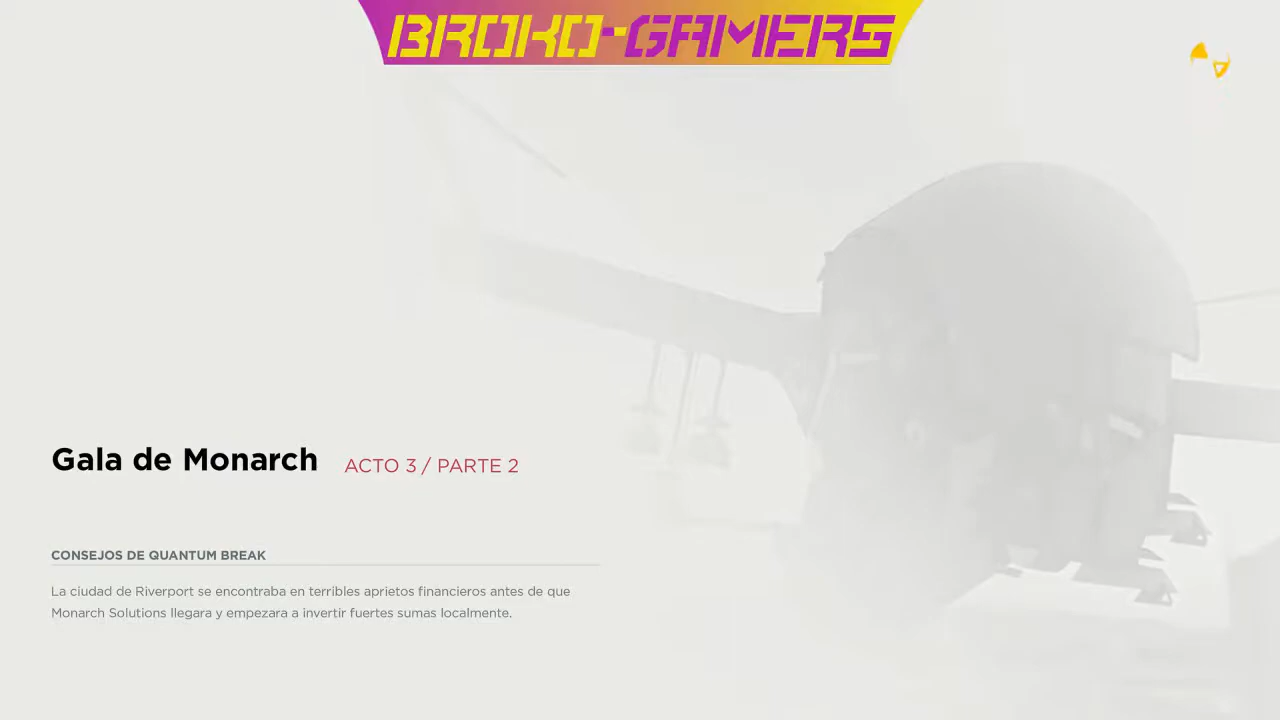 BROKO-GAMERS
Gala de Monarch ACTO 3 / PARTE 2
CONSEJOS DE QUANTUM BREAK
La ciudad de Riverport se encontraba en terribles aprietos financieros antes de que
Monarch Solutions llegara y empezara a invertir fuertes sumas localmente.